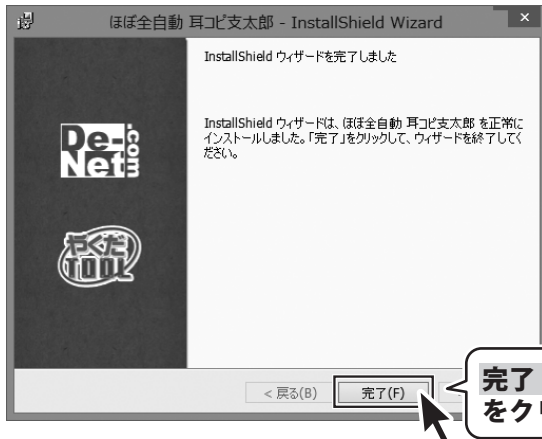 ほぼ全自動 耳コピ支太郎 - InstallShield Wizard
InstallShield ウィザードを完了しました
InstallShield ウィザードは、ほぼ全自動 耳コピ支太郎 を正常に
インストールしました。「完了」をクリックして、ウィザードを終了してく
ださい。
De-Net.com
やくだTOOL
< 戻る(B)
完了(F)
完了
をク